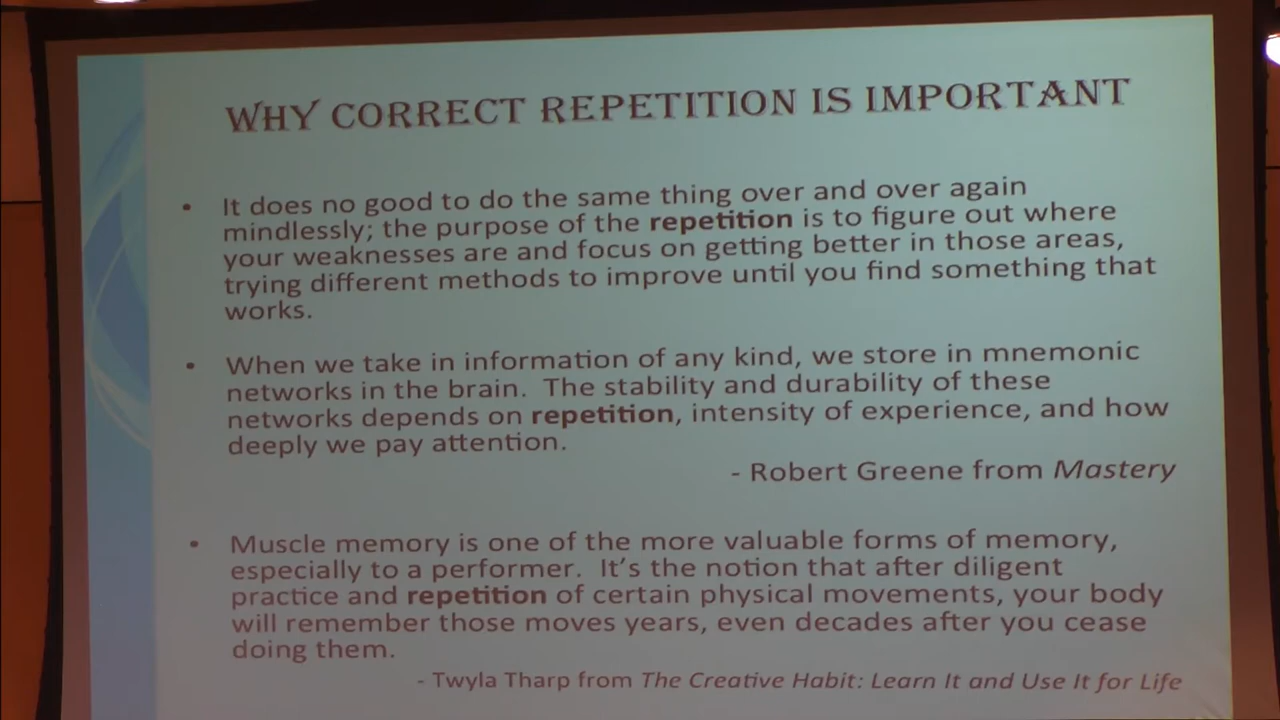 WHY CORRECT REPETITION IS IMPORTANT
• It does no good to do the same thing over and over again
mindlessly; the purpose of the repetition is to figure out where
your weaknesses are and focus on getting better in those areas,
trying different methods to improve until you find something that
works.
• When we take in information of any kind, we store in mnemonic
networks in the brain. The stability and durability of these
networks depends on repetition, intensity of experience, and how
deeply we pay attention.
- Robert Greene from Mastery
• Muscle memory is one of the more valuable forms of memory,
especially to a performer. It's the notion that after diligent
practice and repetition of certain physical movements, your body
will remember those moves years, even decades after you cease
doing them.
- Twyla Tharp from The Creative Habit: Learn It and Use It for Life